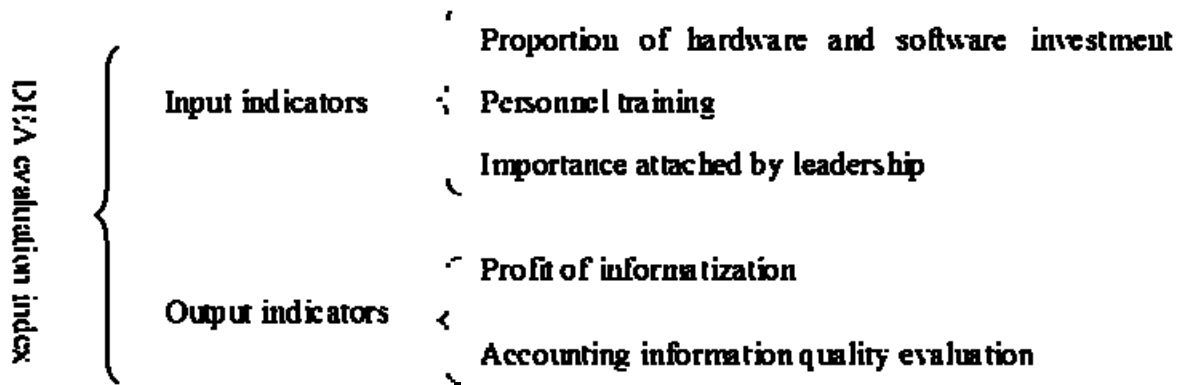 DEA evaluation index
Input indicators
Proportion of hardware and software investment
Personnel training
Importance attached by leadership
Output indicators
Profit of informatization
Accounting information quality evaluation